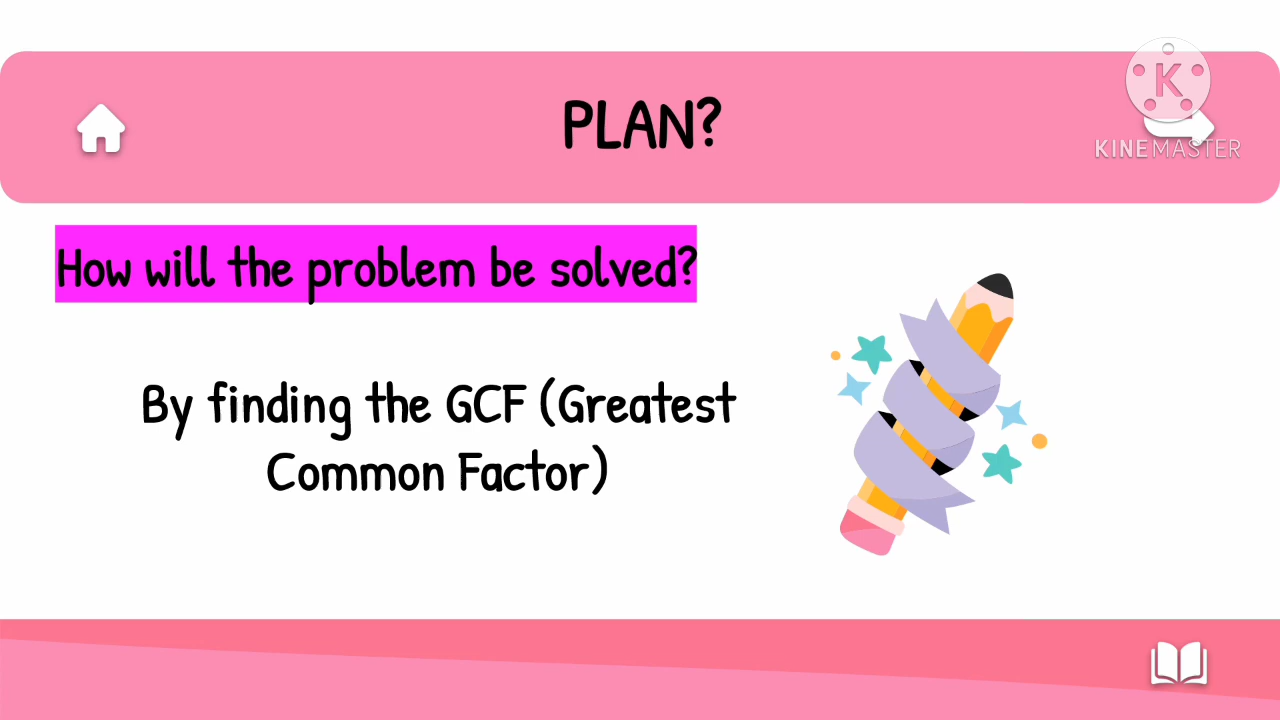 PLAN?
K
KINEMASTER
How will the problem be solved?
By finding the GCF (Greatest
Common Factor)